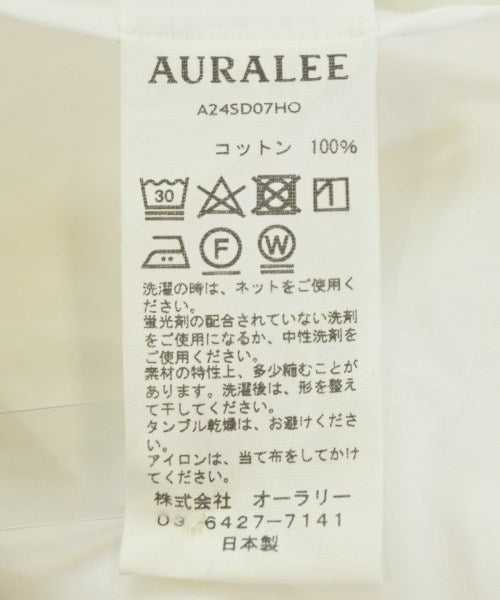 AURALEE
A24SD07HO
コットン 100%
30
F
W
洗濯の時は、ネットをご使用く
ださい。
蛍光剤の配合されていない洗剤
をご使用になるか、中性洗剤を
ご使用ください。
素材の特性上、多少縮むことが
あります。洗濯後は、形を整え
て干してください。
タンブル乾燥は、お避けくださ
い。
アイロンは、当て布をしてかけ
てください。
株式会社 オーラリー
03 6427-7141
日本製